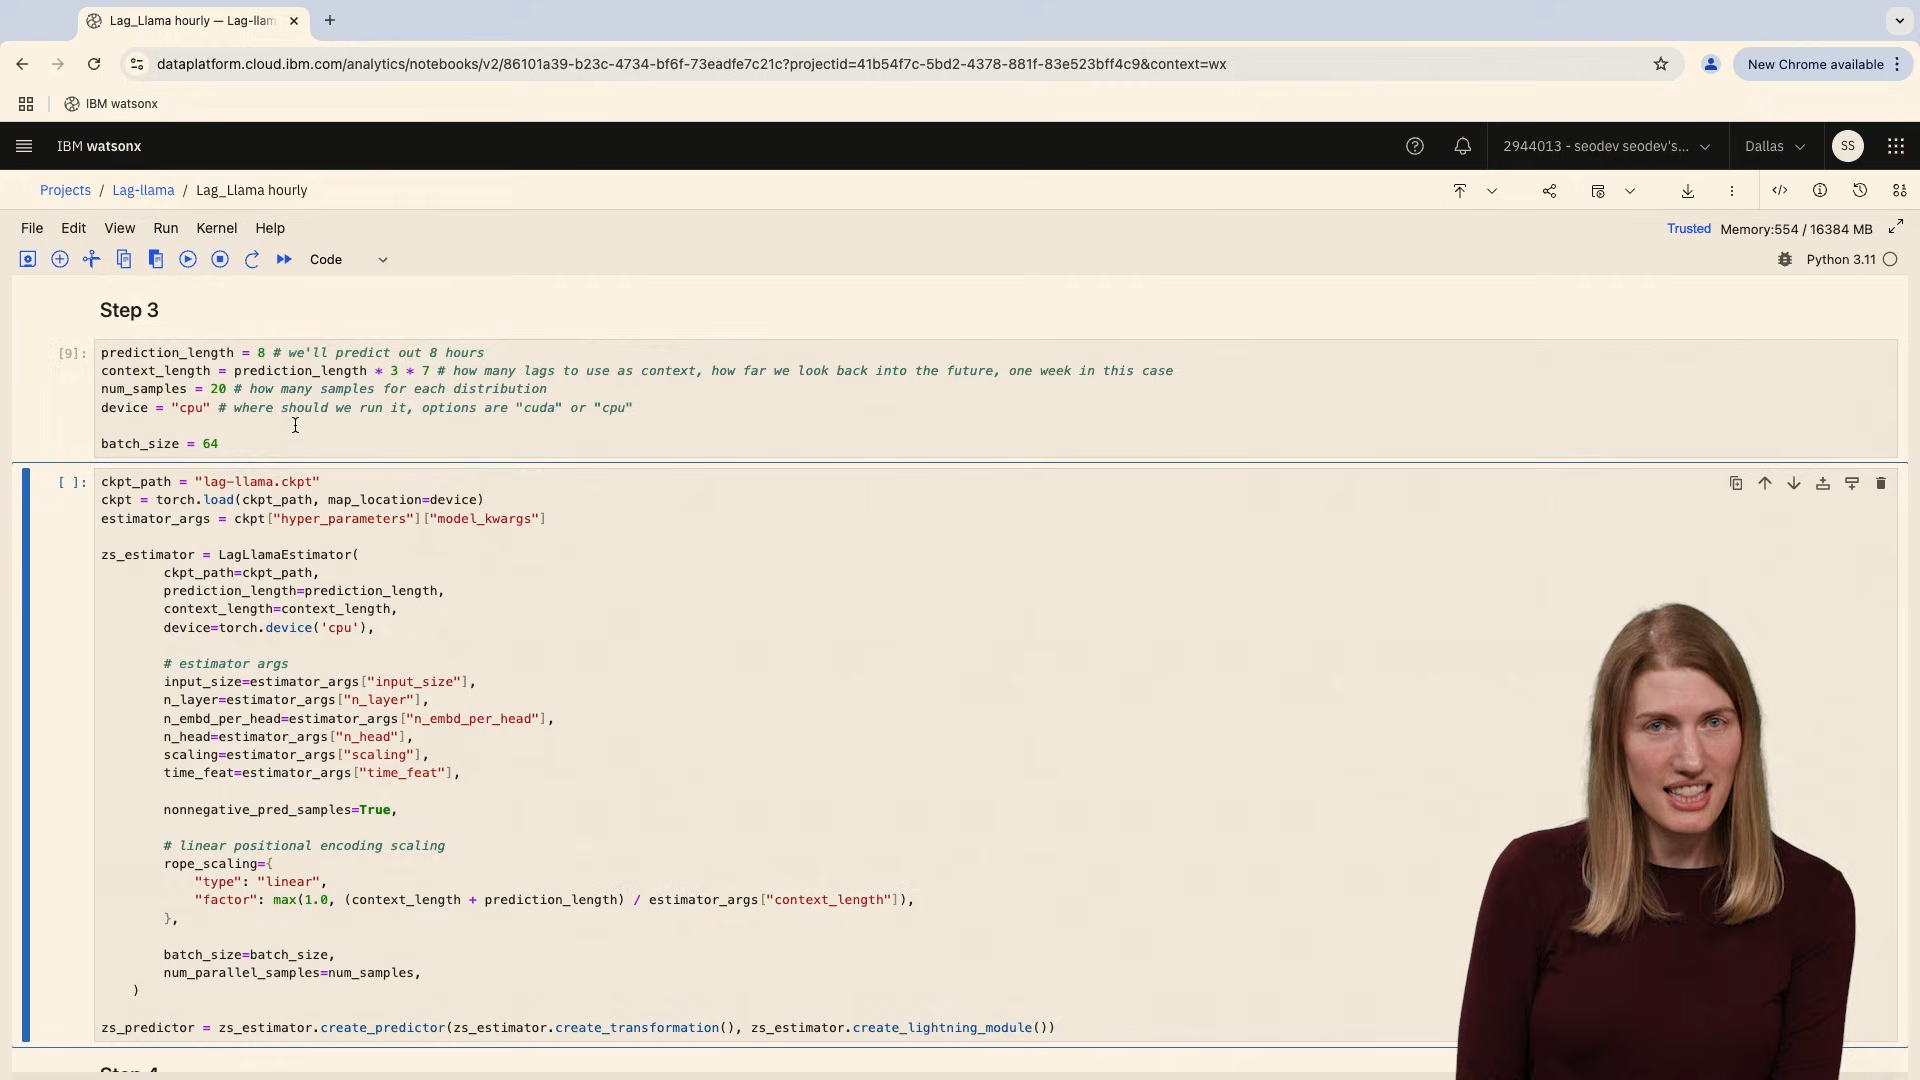 Lag_Llama hourly — Lag-llam
dataplatform.cloud.ibm.com/analytics/notebooks/v2/86101a39-b23c-4734-bf6f-73eadfe7c21c?projectid=41b54f7c-5bd2-4378-881f-83e523bff4c9&context=wx
New Chrome available
IBM watsonx
IBM watsonx
2944013 - seodev seodev's...
Dallas
SS
Projects / Lag-llama / Lag_Llama hourly
File Edit View Run Kernel Help
Trusted Memory:554 / 16384 MB
Code
Python 3.11
Step 3
[9]:
prediction_length = 8 # we'll predict out 8 hours
context_length = prediction_length * 3 * 7 # how many lags to use as context, how far we look back into the future, one week in this case
num_samples = 20 # how many samples for each distribution
device = "cpu" # where should we run it, options are "cuda" or "cpu"
batch_size = 64
[ ]:
ckpt_path = "lag-llama.ckpt"
ckpt = torch.load(ckpt_path, map_location=device)
estimator_args = ckpt["hyper_parameters"]["model_kwargs"]
zs_estimator = LagLlamaEstimator(
ckpt_path=ckpt_path,
prediction_length=prediction_length,
context_length=context_length,
device=torch.device('cpu'),
# estimator args
input_size=estimator_args["input_size"],
n_layer=estimator_args["n_layer"],
n_embd_per_head=estimator_args["n_embd_per_head"],
n_head=estimator_args["n_head"],
scaling=estimator_args["scaling"],
time_feat=estimator_args["time_feat"],
nonnegative_pred_samples=True,
# linear positional encoding scaling
rope_scaling={
"type": "linear",
"factor": max(1.0, (context_length + prediction_length) / estimator_args["context_length"]),
},
batch_size=batch_size,
num_parallel_samples=num_samples,
)
zs_predictor = zs_estimator.create_predictor(zs_estimator.create_transformation(), zs_estimator.create_lightning_module())